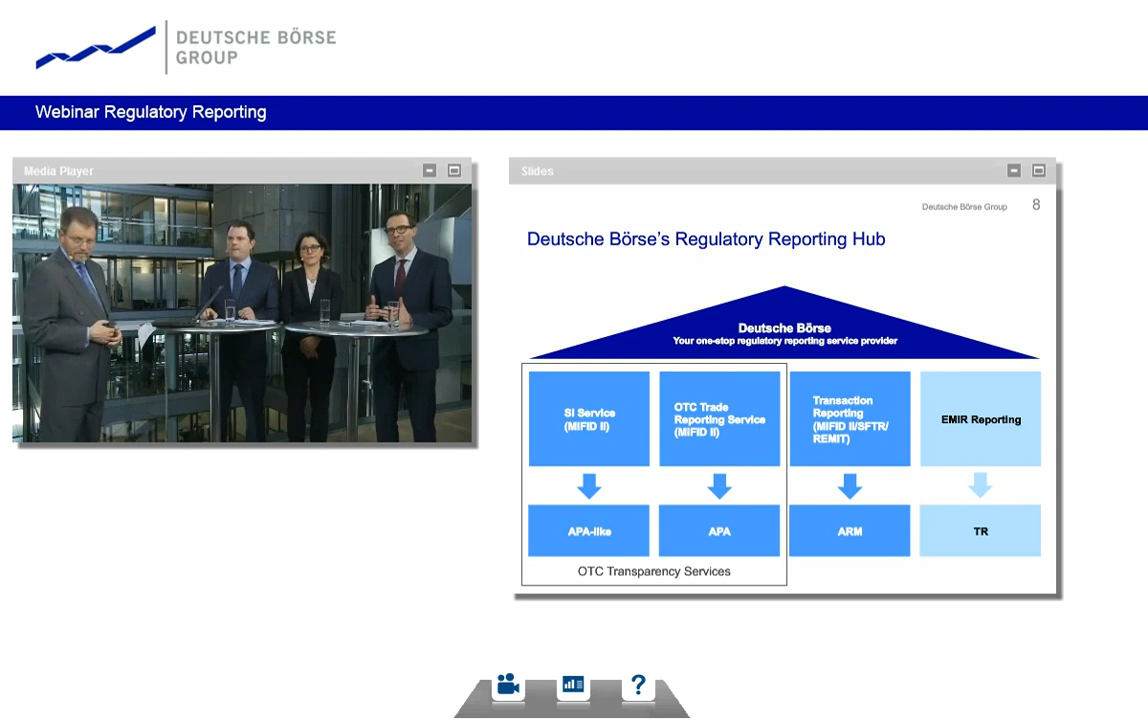 DEUTSCHE BÖRSE
GROUP
Webinar Regulatory Reporting
Media Player
Slides
Deutsche Börse Group 8
Deutsche Börse's Regulatory Reporting Hub
Deutsche Börse
Your one-stop regulatory reporting service provider
SI Service
(MiFID II)
OTC Trade
Reporting Service
(MiFID II)
Transaction
Reporting
(MiFID II/SFTR/
REMIT)
EMIR Reporting
APA-like
APA
ARM
TR
OTC Transparency Services
?